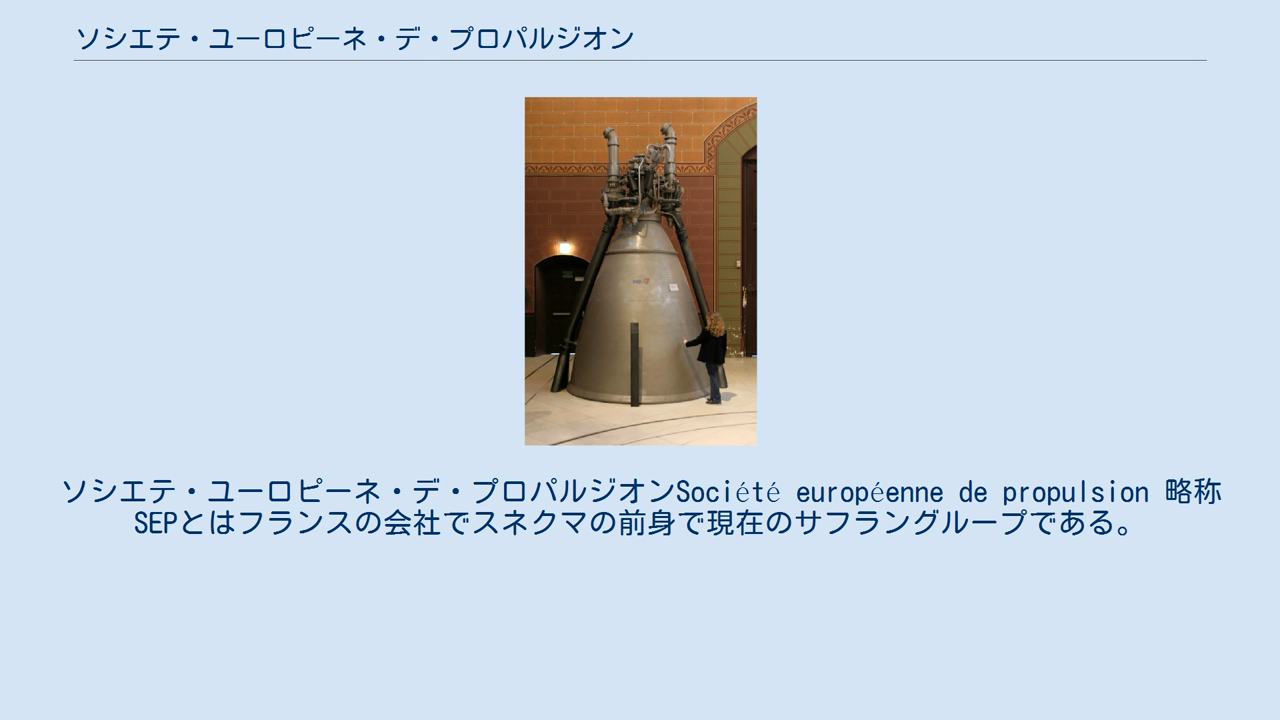 ソシエテ・ユーロピーネ・デ・プロパルジオン
ソシエテ・ユーロピーネ・デ・プロパルジオンSociété européenne de propulsion 略称
SEPとはフランスの会社でスネクマの前身で現在のサフラングループである。